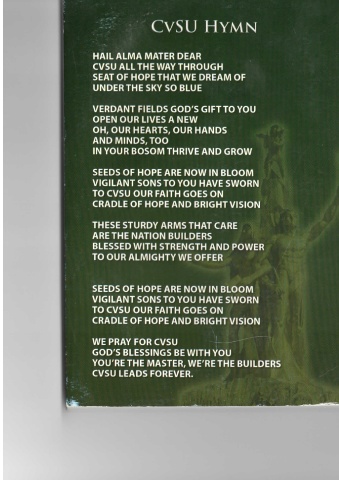 CvSU Hymn
HAIL ALMA MATER DEAR
CVSU ALL THE WAY THROUGH
SEAT OF HOPE THAT WE DREAM OF
UNDER THE SKY SO BLUE
VERDANT FIELDS GOD'S GIFT TO YOU
OPEN OUR LIVES A NEW
OH, OUR HEARTS, OUR HANDS
AND MINDS, TOO
IN YOUR BOSOM THRIVE AND GROW
SEEDS OF HOPE ARE NOW IN BLOOM
VIGILANT SONS TO YOU HAVE SWORN
TO CVSU OUR FAITH GOES ON
CRADLE OF HOPE AND BRIGHT VISION
THESE STURDY ARMS THAT CARE
ARE THE NATION BUILDERS
BLESSED WITH STRENGTH AND POWER
TO OUR ALMIGHTY WE OFFER
SEEDS OF HOPE ARE NOW IN BLOOM
VIGILANT SONS TO YOU HAVE SWORN
TO CVSU OUR FAITH GOES ON
CRADLE OF HOPE AND BRIGHT VISION
WE PRAY FOR CVSU
GOD'S BLESSINGS BE WITH YOU
YOU'RE THE MASTER, WE'RE THE BUILDERS
CVSU LEADS FOREVER.